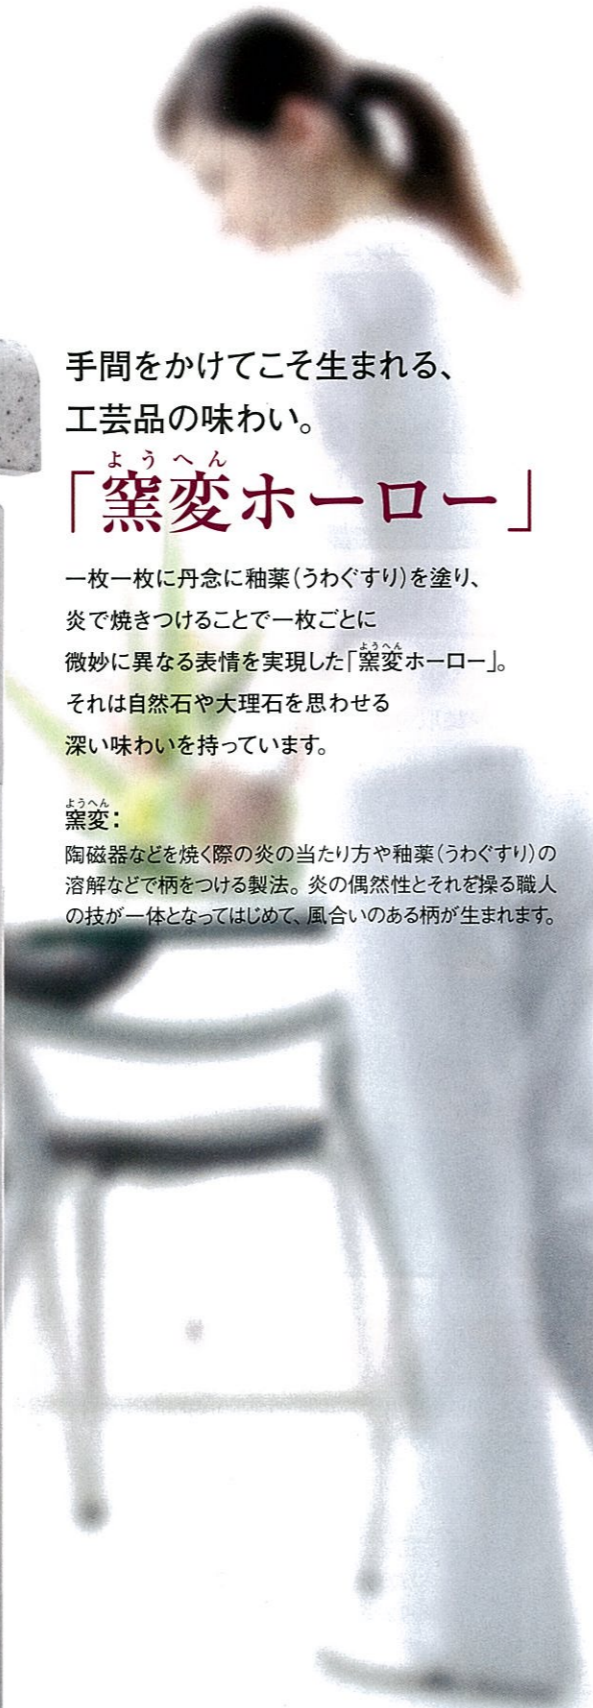 手間をかけてこそ生まれる、
工芸品の味わい。
ようへん
「窯変ホーロー」
一枚一枚に丹念に釉薬（うわぐすり）を塗り、
炎で焼きつけることで一枚ごとに
ようへん
微妙に異なる表情を実現した「窯変ホーロー」。
それは自然石や大理石を思わせる
深い味わいを持っています。
ようへん
窯変：
陶磁器などを焼く際の炎の当たり方や釉薬（うわぐすり）の
溶解などで柄をつける製法。炎の偶然性とそれを操る職人
の技が一体となってはじめて、風合いのある柄が生まれます。